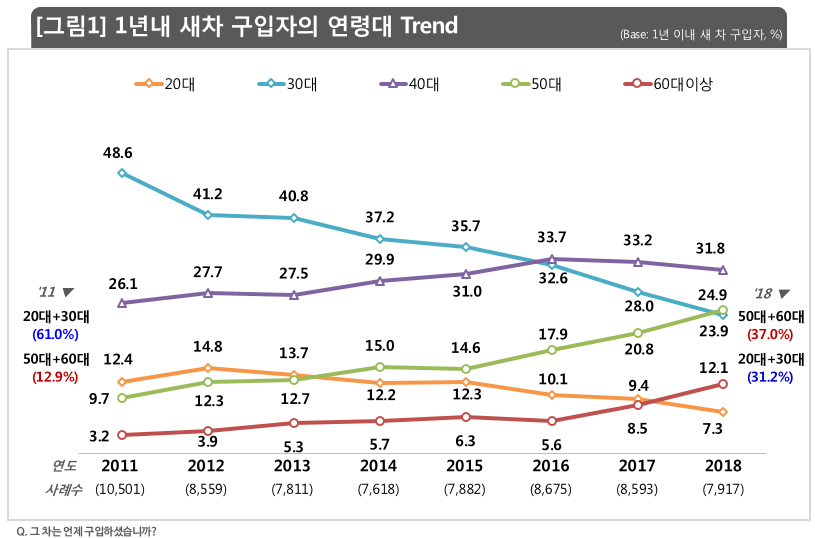 [그림1] 1년내 새차 구입자의 연령대 Trend
(Base: 1년 이내 새 차 구입자, %)
20대 30대 40대 50대 60대이상
48.6 41.2 40.8 37.2 35.7 32.6 28.0 23.9
26.1 27.7 27.5 29.9 31.0 33.7 33.2 31.8
12.4 14.8 13.7 12.2 12.3 10.1 9.4 7.3
9.7 12.3 12.7 15.0 14.6 17.9 20.8 24.9
3.2 3.9 5.3 5.7 6.3 5.6 8.5 12.1
'11 ▼
20대+30대
(61.0%)
50대+60대
(12.9%)
'18 ▼
50대+60대
(37.0%)
20대+30대
(31.2%)
연도 2011 2012 2013 2014 2015 2016 2017 2018
사례수 (10,501) (8,559) (7,811) (7,618) (7,882) (8,675) (8,593) (7,917)
Q. 그 차는 언제 구입하셨습니까?